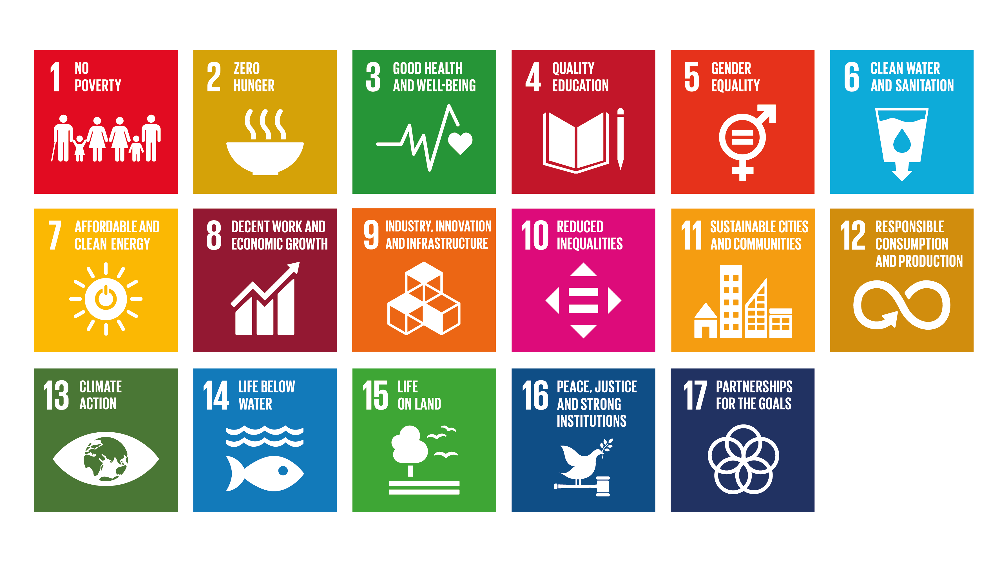 1 NO
POVERTY
2 ZERO
HUNGER
3 GOOD HEALTH
AND WELL-BEING
4 QUALITY
EDUCATION
5 GENDER
EQUALITY
6 CLEAN WATER
AND SANITATION
7 AFFORDABLE AND
CLEAN ENERGY
8 DECENT WORK AND
ECONOMIC GROWTH
9 INDUSTRY, INNOVATION
AND INFRASTRUCTURE
10 REDUCED
INEQUALITIES
11 SUSTAINABLE CITIES
AND COMMUNITIES
12 RESPONSIBLE
CONSUMPTION
AND PRODUCTION
13 CLIMATE
ACTION
14 LIFE BELOW
WATER
15 LIFE
ON LAND
16 PEACE, JUSTICE
AND STRONG
INSTITUTIONS
17 PARTNERSHIPS
FOR THE GOALS